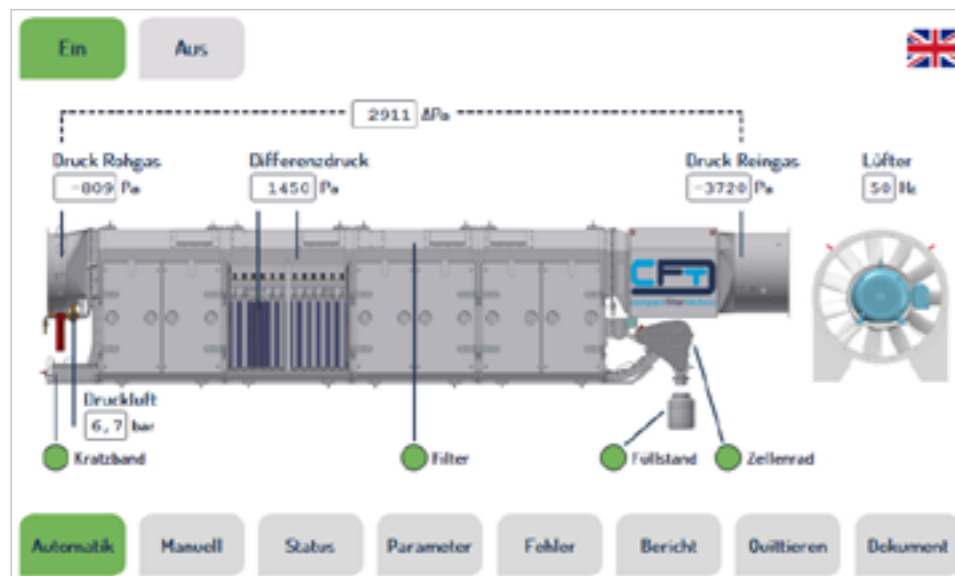 Ein Aus
2911 ΔPa
Druck Rohgas Differenzdruck Druck Reingas Lüfter
-809 Pa 1450 Pa -3720 Pa 50 Hz
CFT
compactfiltertechnic
Druckluft
6,7 bar
Kratzband Filter Füllstand Zellenrad
Automatik Manuell Status Parameter Fehler Bericht Quittieren Dokument